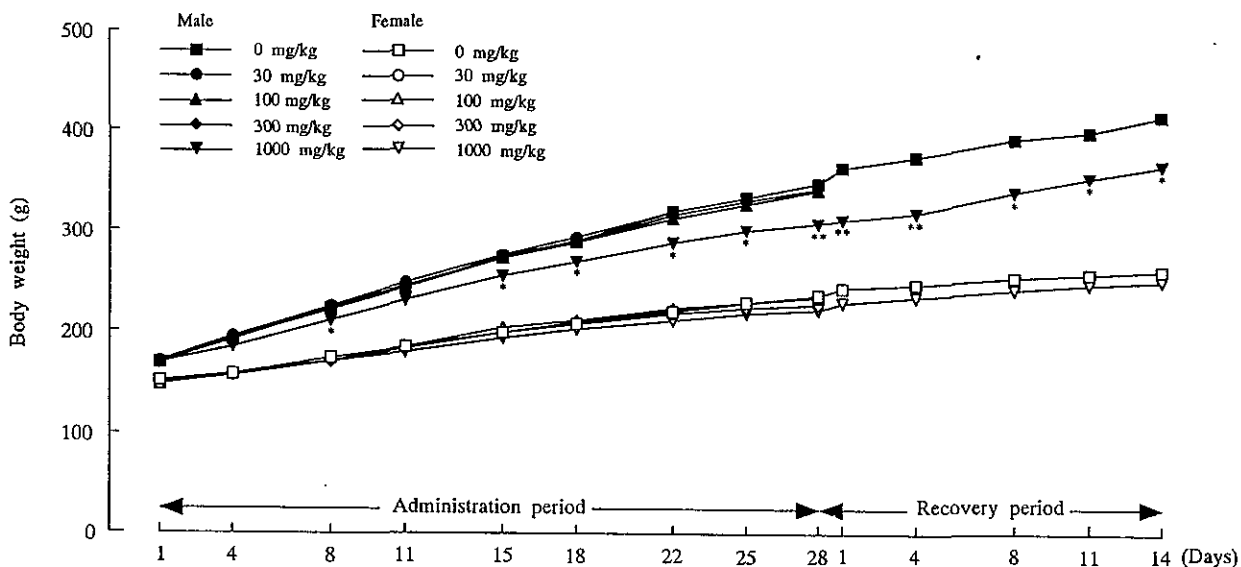 Male Female
0 mg/kg 0 mg/kg
30 mg/kg 30 mg/kg
100 mg/kg 100 mg/kg
300 mg/kg 300 mg/kg
1000 mg/kg 1000 mg/kg
Body weight (g)
500
400
300
200
100
0
* * * * * * ** ** ** * * *
Administration period Recovery period
1 4 8 11 15 18 22 25 28 1 4 8 11 14 (Days)